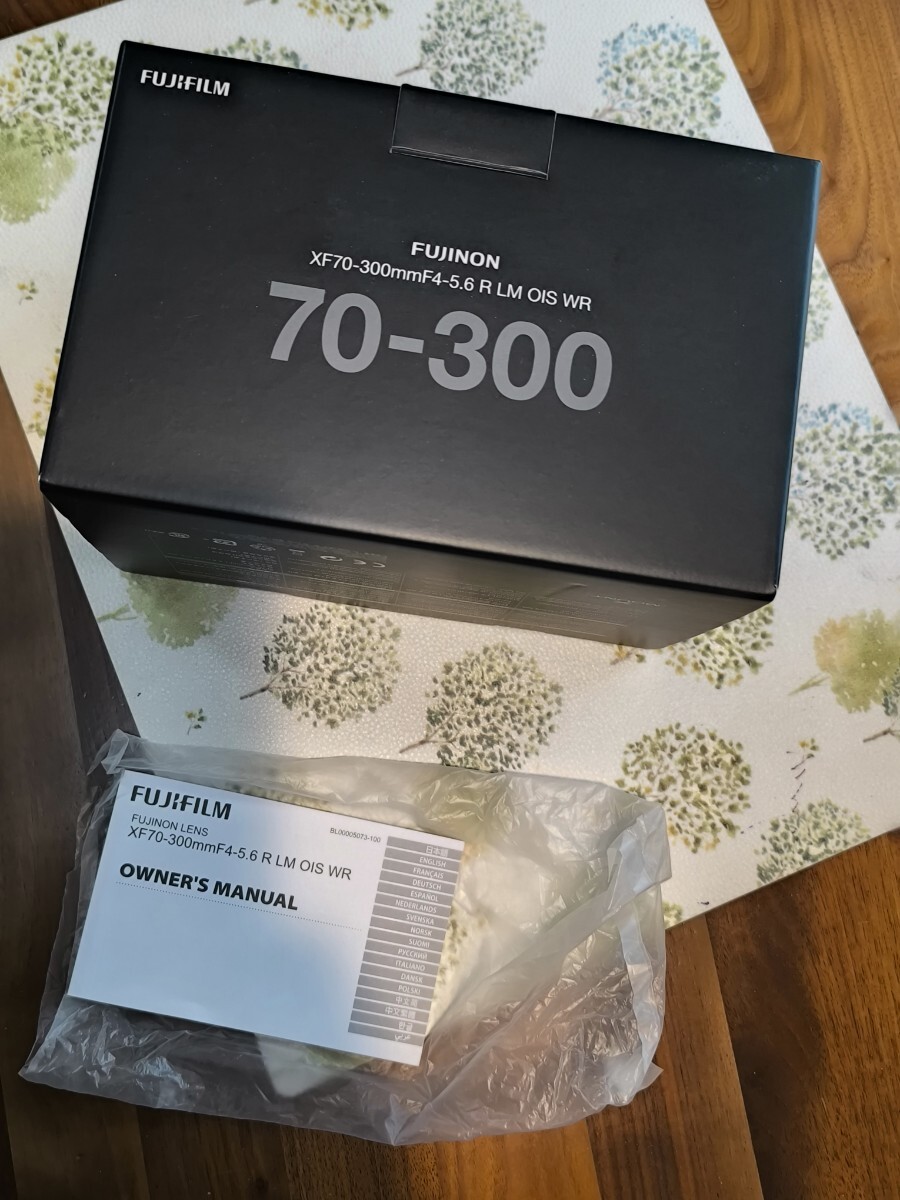 FUJIFILM
FUJINON
XF70-300mmF4-5.6 R LM OIS WR
70-300
FUJIFILM
FUJINON LENS
XF70-300mmF4-5.6 R LM OIS WR
OWNER'S MANUAL
BL00005073-100
日本語
ENGLISH
FRANÇAIS
DEUTSCH
ESPAÑOL
NEDERLANDS
SVENSKA
NORSK
SUOMI
РУССКИЙ
ITALIANO
DANSK
POLSKI
中文简
中文繁體
한글
عربي